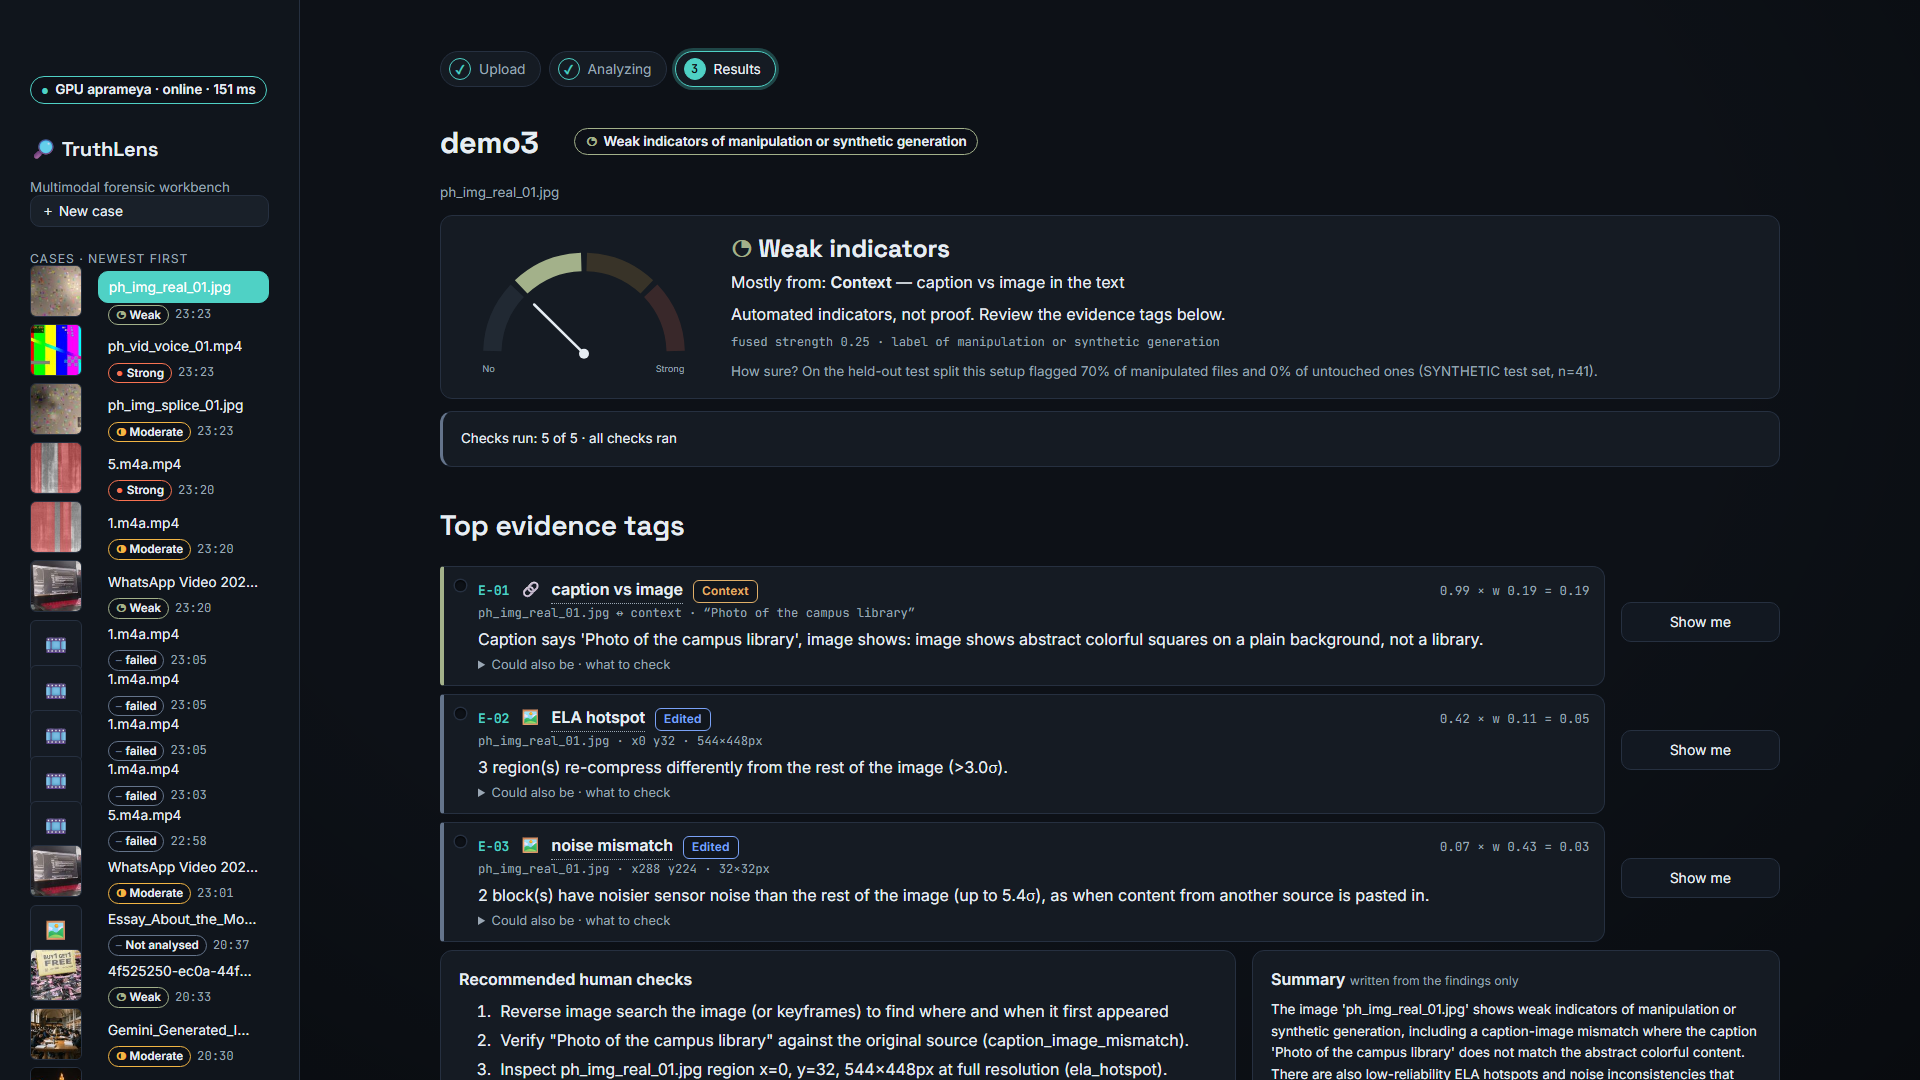 GPU aprameya · online · 151 ms
TruthLens
Multimodal forensic workbench
+ New case
CASES · NEWEST FIRST
ph_img_real_01.jpg
Weak 23:23
ph_vid_voice_01.mp4
Strong 23:23
ph_img_splice_01.jpg
Moderate 23:23
5.m4a.mp4
Strong 23:20
1.m4a.mp4
Moderate 23:20
WhatsApp Video 202...
Weak 23:20
1.m4a.mp4
– failed 23:05
1.m4a.mp4
– failed 23:05
1.m4a.mp4
– failed 23:05
1.m4a.mp4
– failed 23:03
5.m4a.mp4
– failed 22:58
WhatsApp Video 202...
Moderate 23:01
Essay_About_the_Mo...
– Not analysed 20:37
4f525250-ec0a-44f...
Weak 20:33
Gemini_Generated_I...
Moderate 20:30
Upload
Analyzing
3 Results
demo3
Weak indicators of manipulation or synthetic generation
ph_img_real_01.jpg
No
Strong
Weak indicators
Mostly from: Context — caption vs image in the text
Automated indicators, not proof. Review the evidence tags below.
fused strength 0.25 · label of manipulation or synthetic generation
How sure? On the held-out test split this setup flagged 70% of manipulated files and 0% of untouched ones (SYNTHETIC test set, n=41).
Checks run: 5 of 5 · all checks ran
Top evidence tags
E-01 caption vs image Context 0.99 × w 0.19 = 0.19
ph_img_real_01.jpg ↔ context · “Photo of the campus library”
Caption says 'Photo of the campus library', image shows: image shows abstract colorful squares on a plain background, not a library.
Could also be · what to check
Show me
E-02 ELA hotspot Edited 0.42 × w 0.11 = 0.05
ph_img_real_01.jpg · x0 y32 · 544×448px
3 region(s) re-compress differently from the rest of the image (>3.0σ).
Could also be · what to check
Show me
E-03 noise mismatch Edited 0.07 × w 0.43 = 0.03
ph_img_real_01.jpg · x288 y224 · 32×32px
2 block(s) have noisier sensor noise than the rest of the image (up to 5.4σ), as when content from another source is pasted in.
Could also be · what to check
Show me
Recommended human checks
1. Reverse image search the image (or keyframes) to find where and when it first appeared
2. Verify "Photo of the campus library" against the original source (caption_image_mismatch).
3. Inspect ph_img_real_01.jpg region x=0, y=32, 544×448px at full resolution (ela_hotspot).
Summary written from the findings only
The image 'ph_img_real_01.jpg' shows weak indicators of manipulation or
synthetic generation, including a caption-image mismatch where the caption
'Photo of the campus library' does not match the abstract colorful content.
There are also low-reliability ELA hotspots and noise inconsistencies that